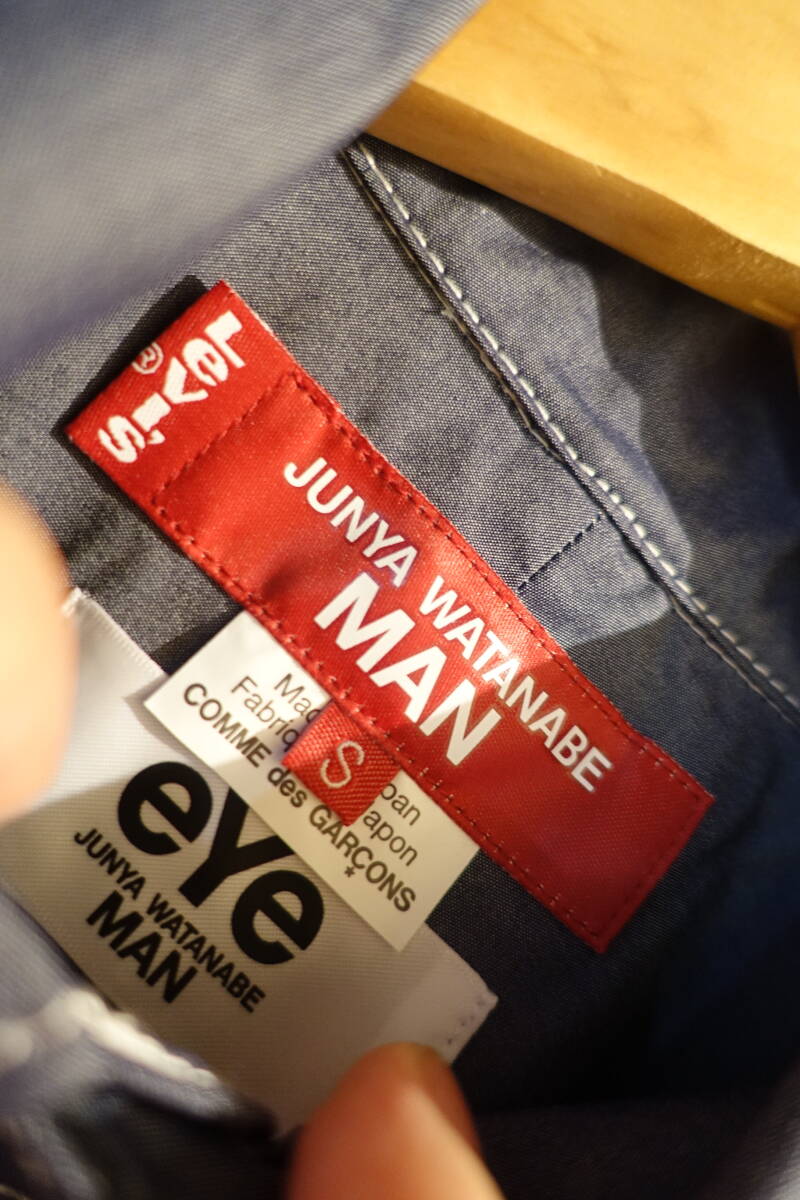 Levi's
®
JUNYA WATANABE
MAN
S
COMME des GARÇONS
*
eYe
JUNYA WATANABE
MAN